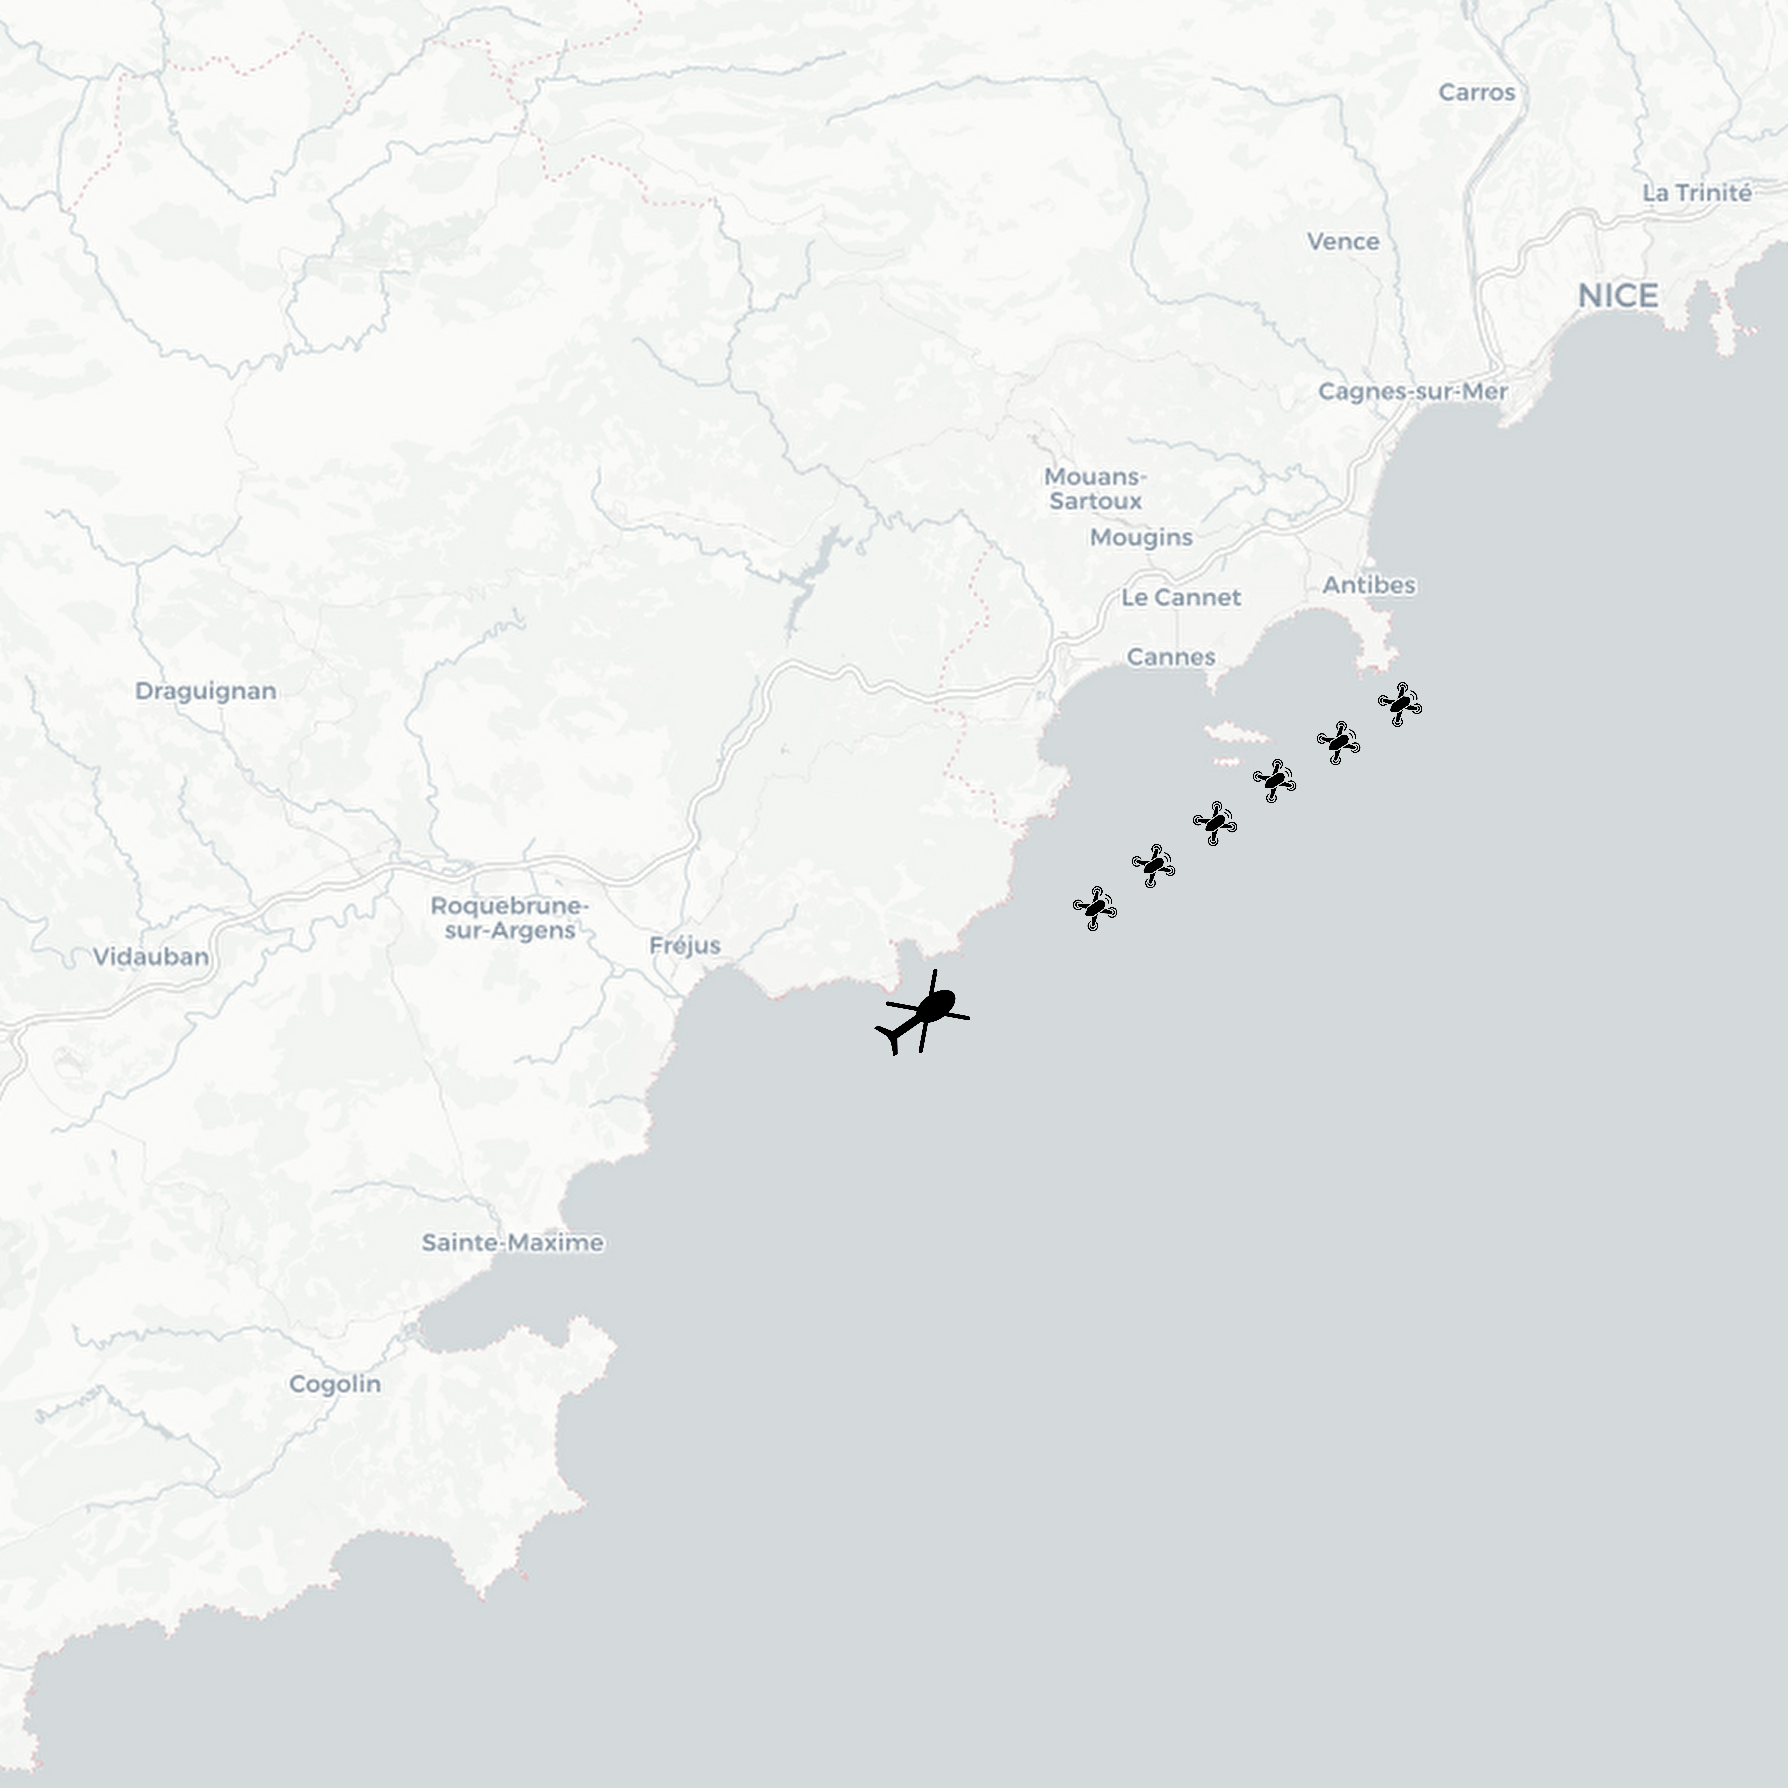 Carros
La Trinité
Vence
NICE
Cagnes-sur-Mer
Mouans-
Sartoux
Mougins
Antibes
Le Cannet
Cannes
Draguignan
Roquebrune-
sur-Argens
Fréjus
Vidauban
Sainte-Maxime
Cogolin